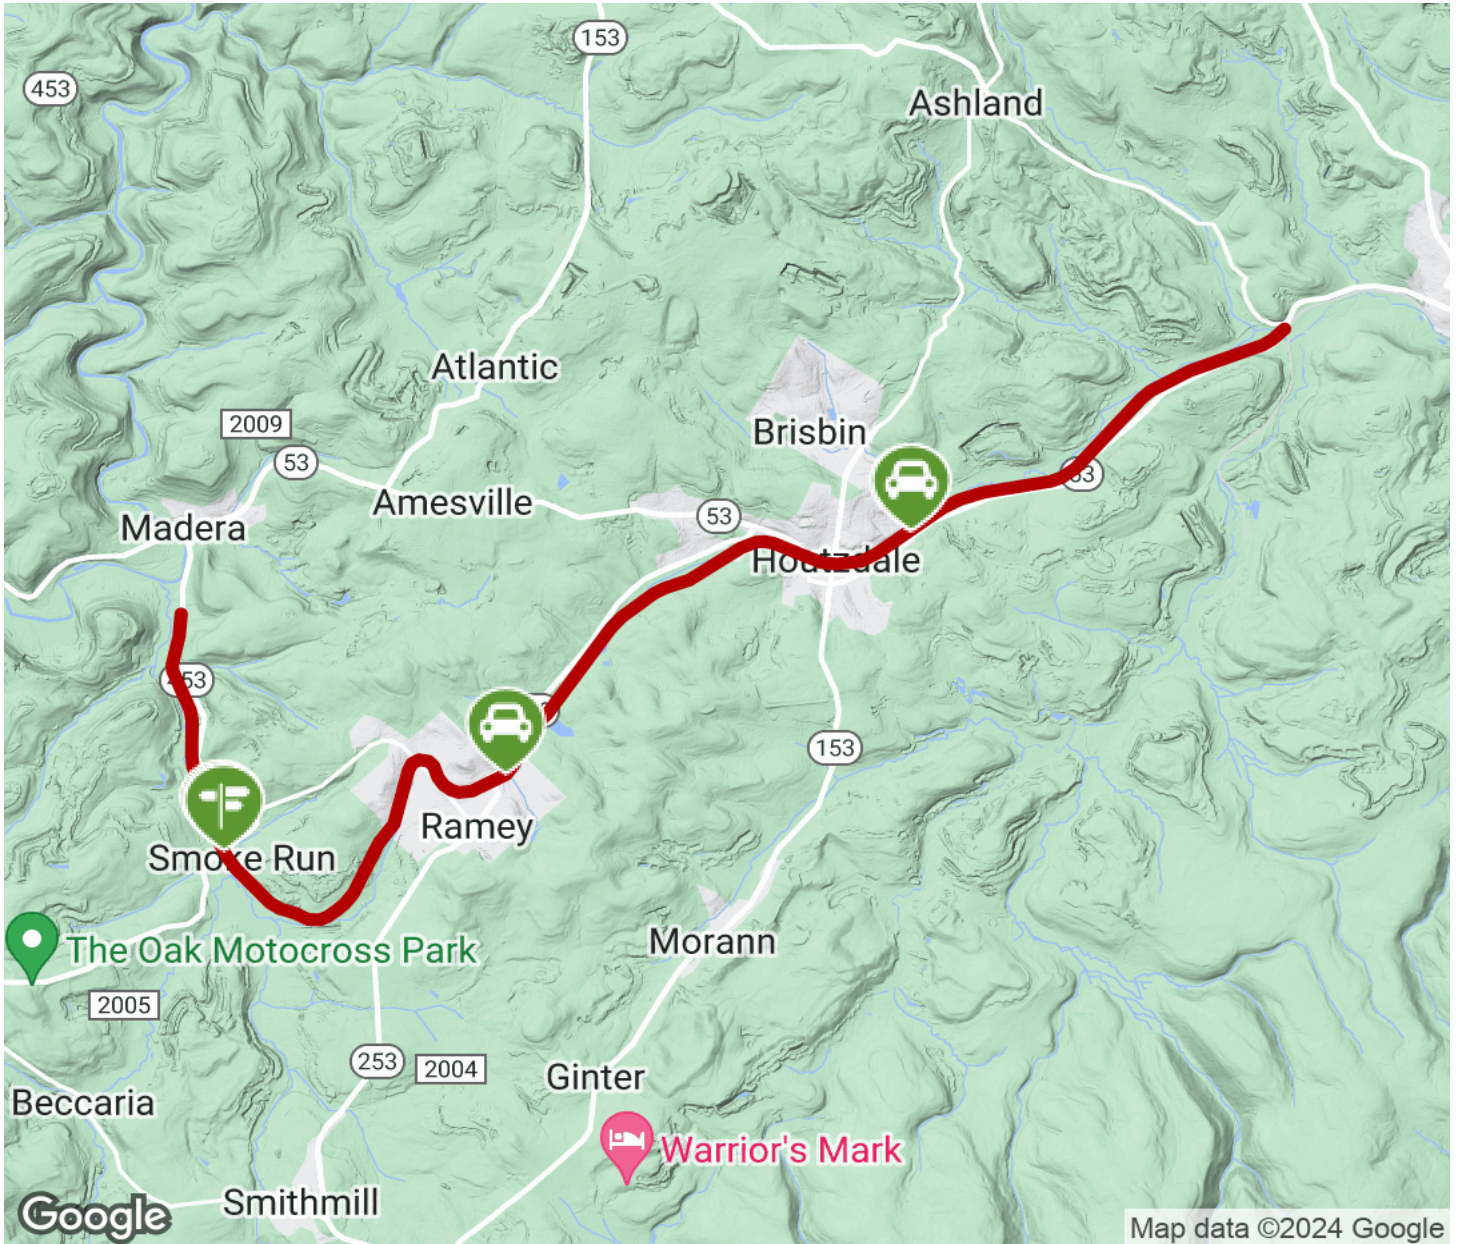 153
453
Ashland
Atlantic
2009
Brisbin
53
53
Amesville
53
Madera
Houtzdale
453
153
Ramey
Smoke Run
The Oak Motocross Park
Morann
2005
253
2004
Ginter
Beccaria
Warrior's Mark
Smithmill
Google
Map data ©2024 Google